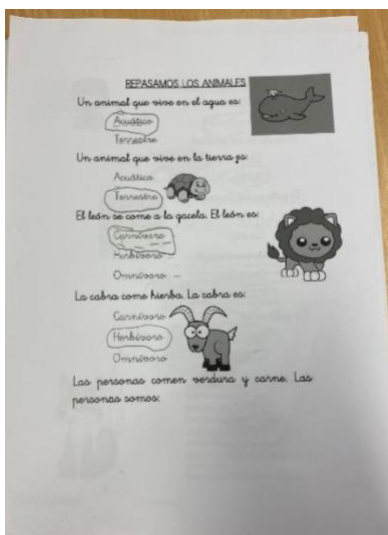 REPASAMOS LOS ANIMALES
Un animal que vive en el agua es:
Acuático
Terrestre
Un animal que vive en la tierra es:
Acuático
Terrestre
El león se come a la gacela. El león es:
Carnívoro
Herbívoro
Omnívoro
La cabra come hierba. La cabra es:
Carnívoro
Herbívoro
Omnívoro
Las personas comen verdura y carne. Las
personas somos: